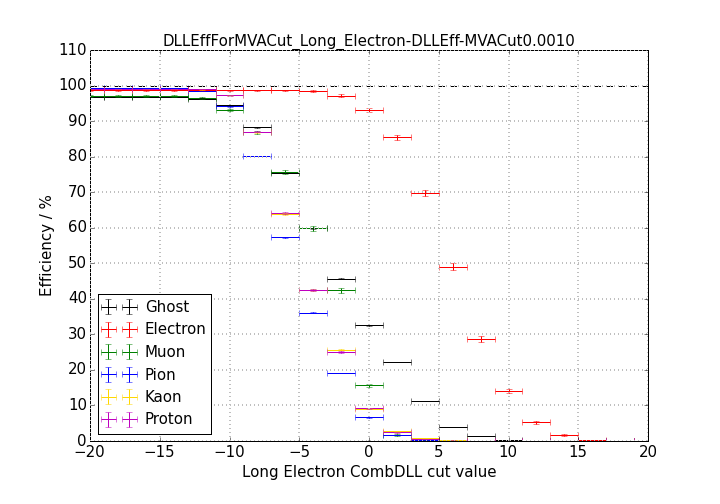 DLLEffForMVACut_Long_Electron-DLLEff-MVACut0.0010
110
100
90
80
70
60
50
40
30
20
10
0
Efficiency / %
Ghost
Electron
Muon
Pion
Kaon
Proton
−20 −15 −10 −5 0 5 10 15 20
Long Electron CombDLL cut value